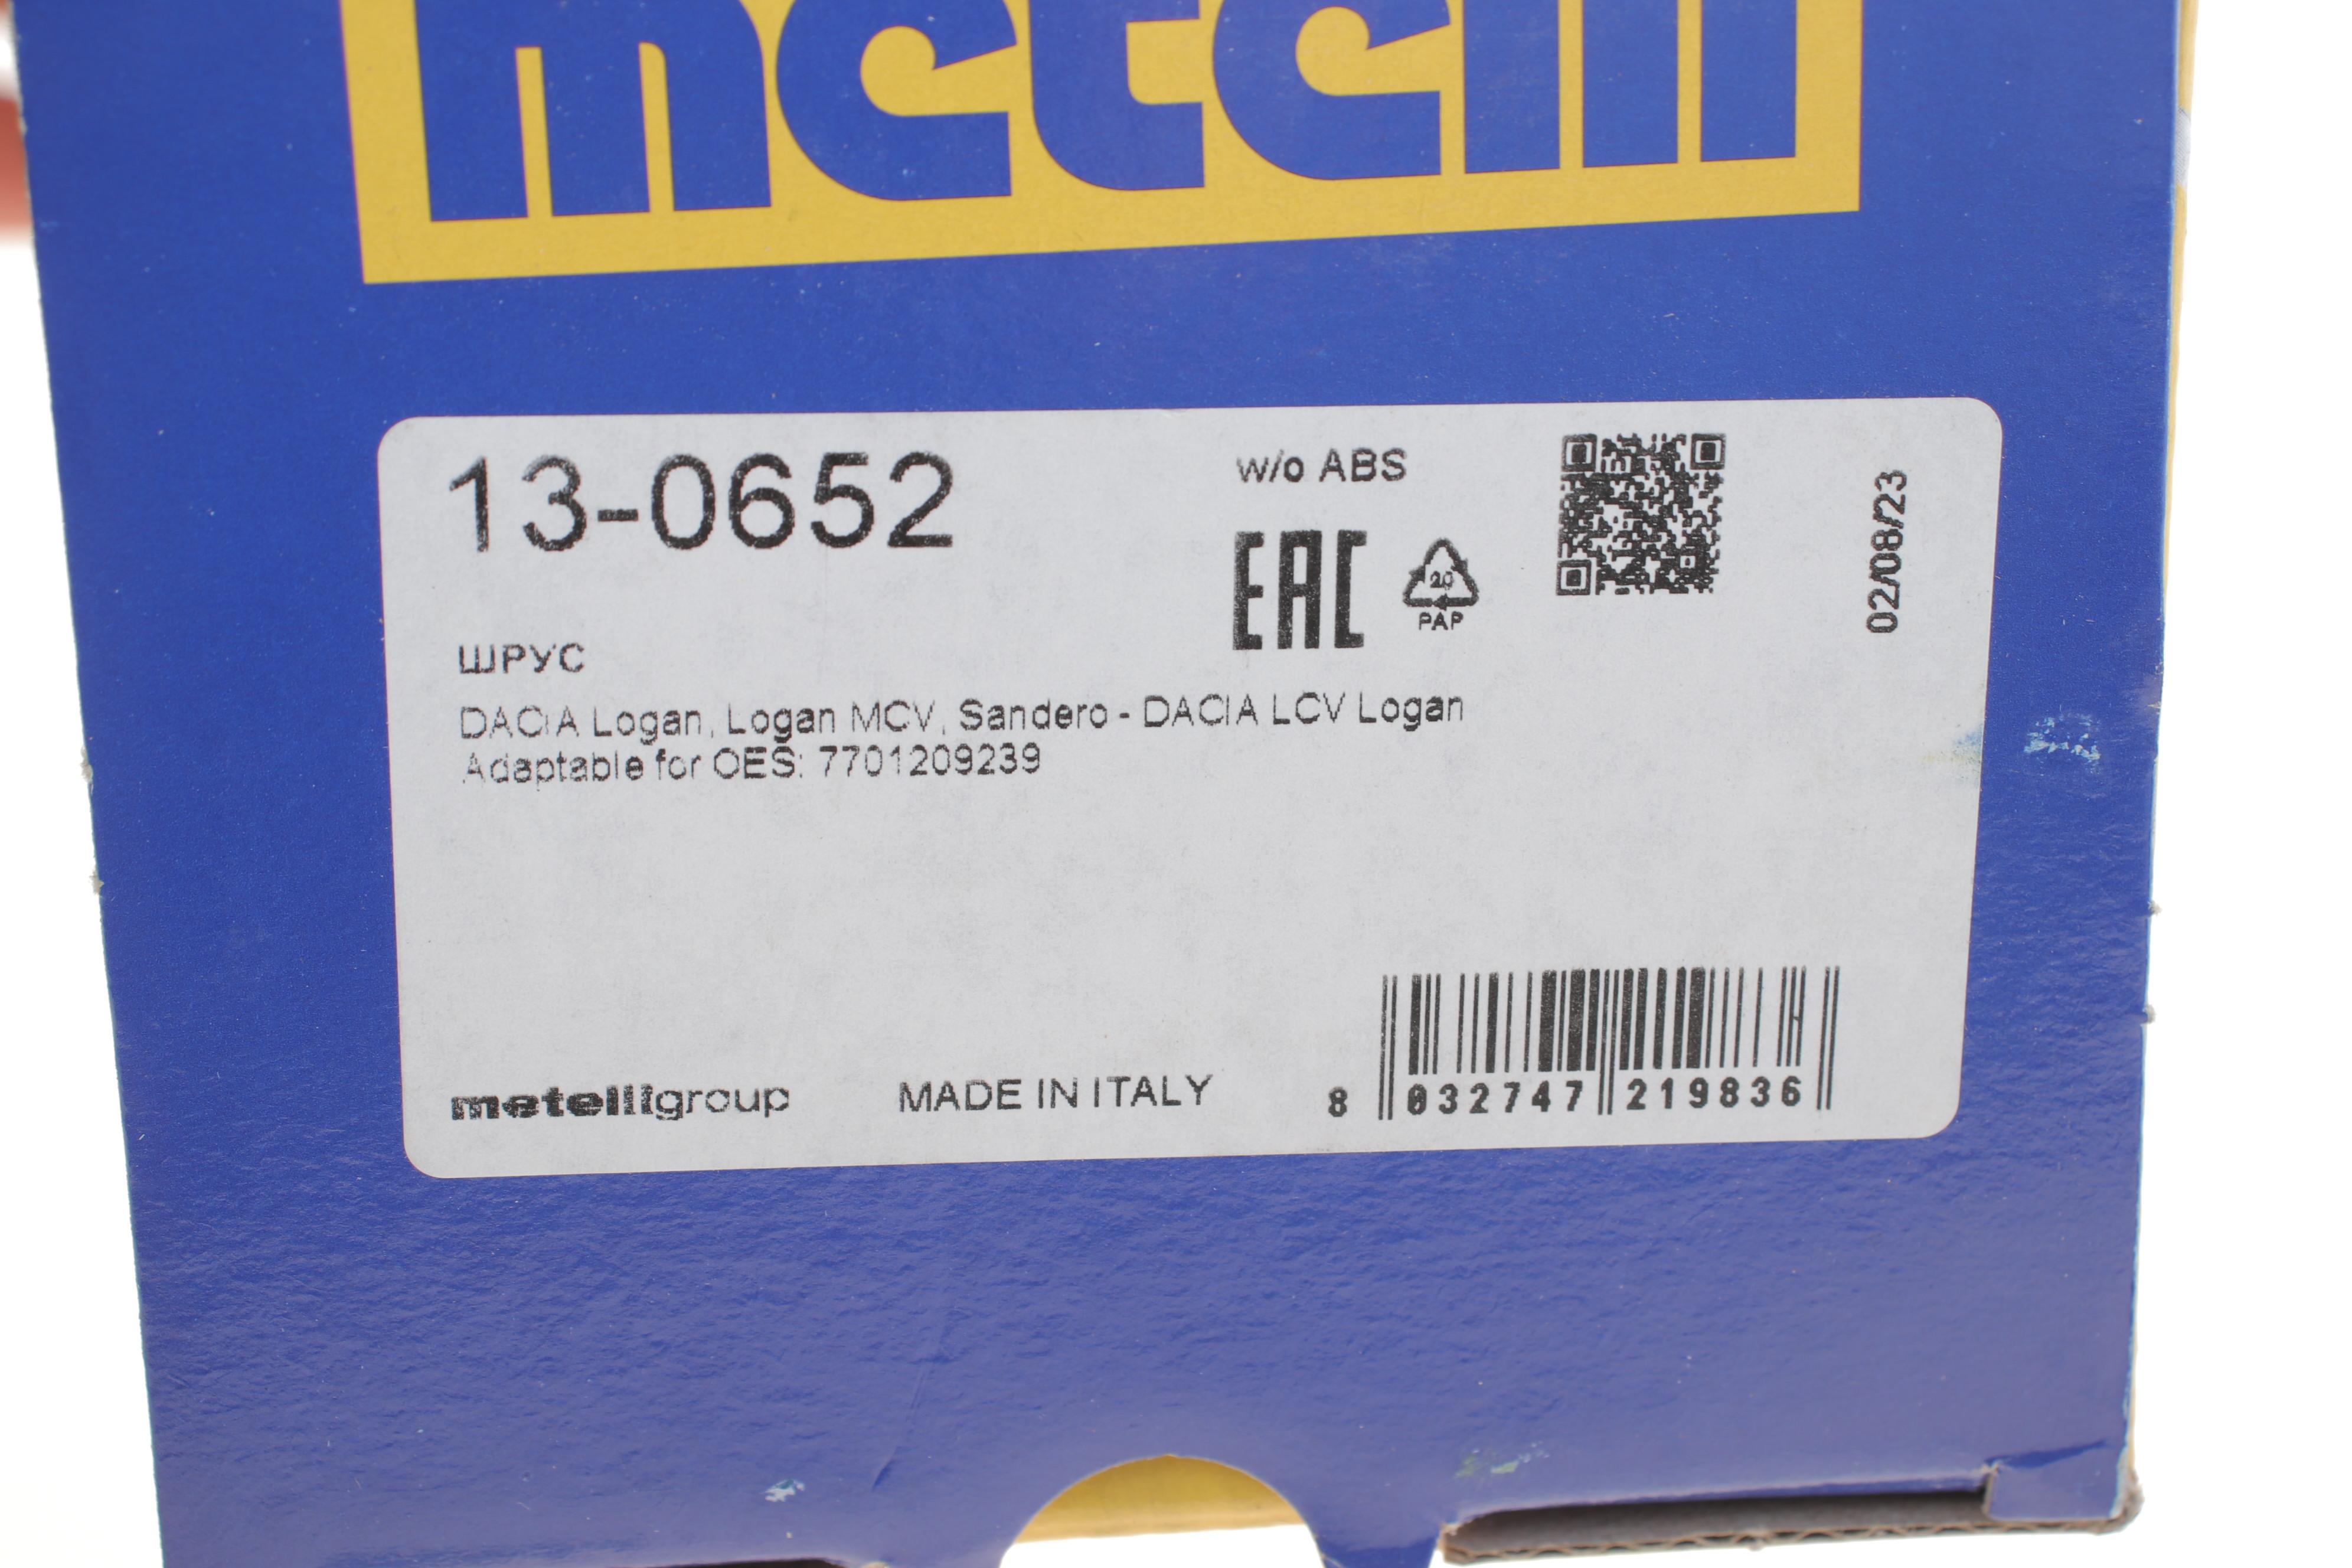 metelli
13-0652
w/o ABS
EAC
20
PAP
02/08/23
ШРУС
DACIA Logan, Logan MCV, Sandero - DACIA LCV Logan
Adaptable for OES: 7701209239
metelligroup
MADE IN ITALY
8 032747 219836